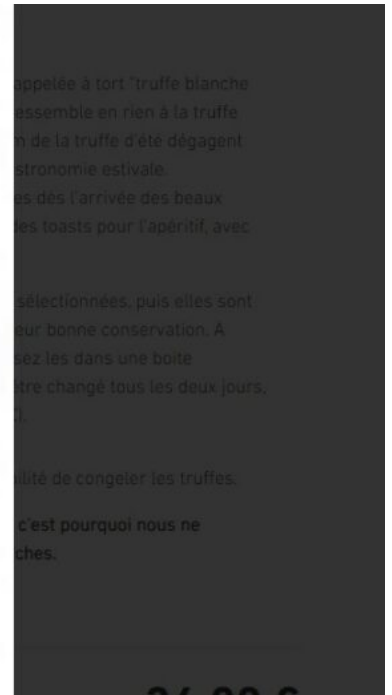 appelée à tort "truffe blanche
essemble en rien à la truffe
m de la truffe d'été dégagent
stronomie estivale.
es dès l'arrivée des beaux
des toasts pour l'apéritif, avec
sélectionnées, puis elles sont
eur bonne conservation. A
sez les dans une boite
être changé tous les deux jours,
ilité de congeler les truffes.
c'est pourquoi nous ne
ches.